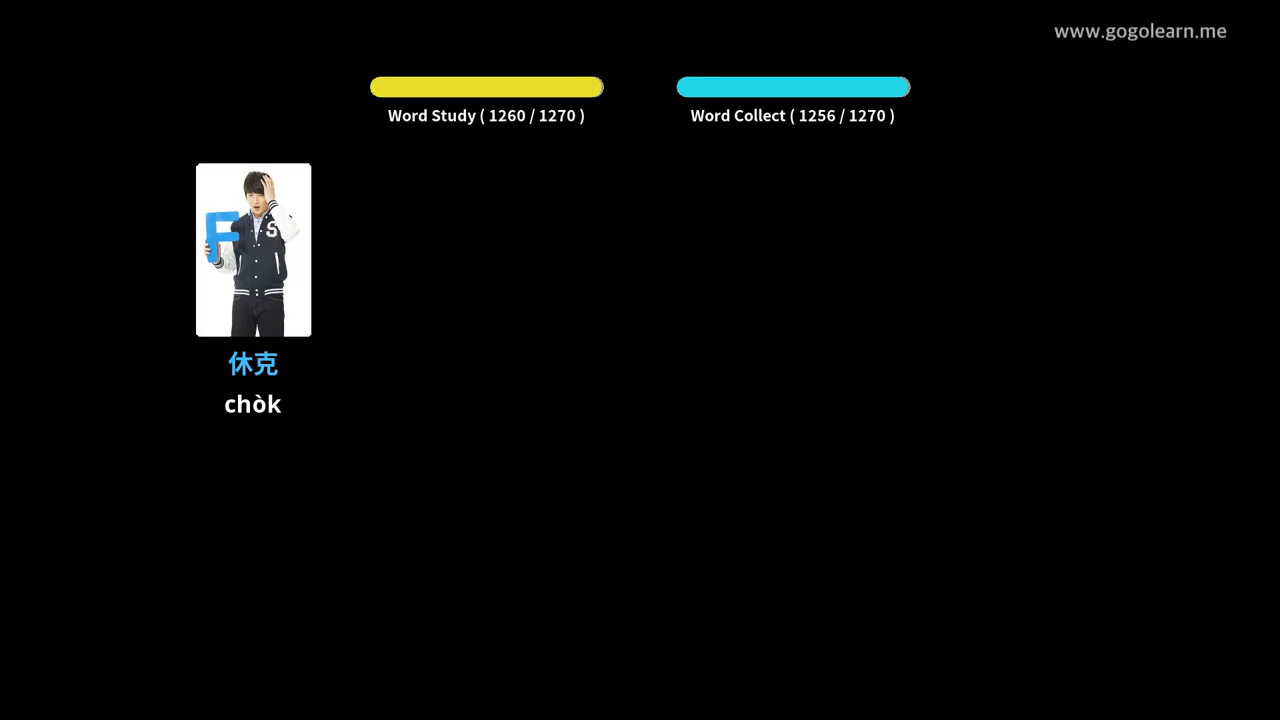 www.gogolearn.me
Word Study ( 1260 / 1270 )
Word Collect ( 1256 / 1270 )
F
S
休克
chòk